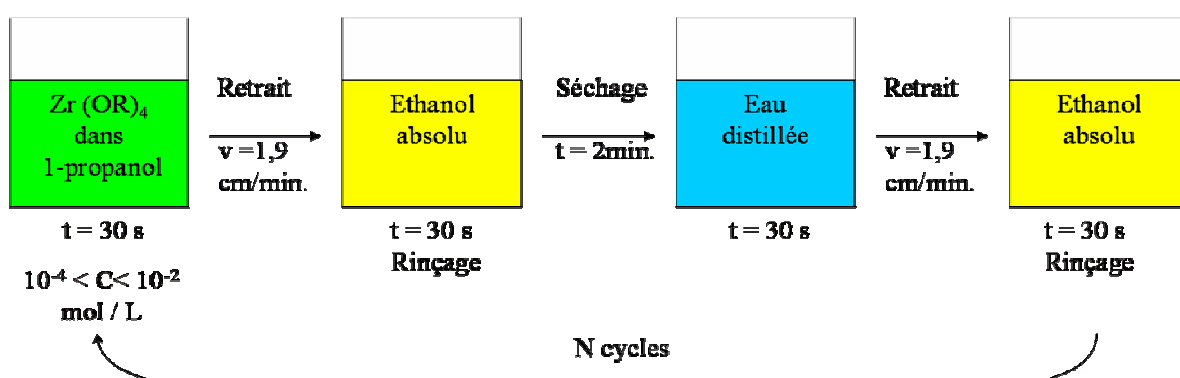 Zr (OR)4
dans
1-propanol
t = 30 s
10-4 < C< 10-2
mol / L
Retrait
v =1,9
cm/min.
Ethanol
absolu
t = 30 s
Rinçage
Séchage
t = 2min.
Eau
distillée
t = 30 s
Retrait
v =1,9
cm/min.
Ethanol
absolu
t = 30 s
Rinçage
N cycles